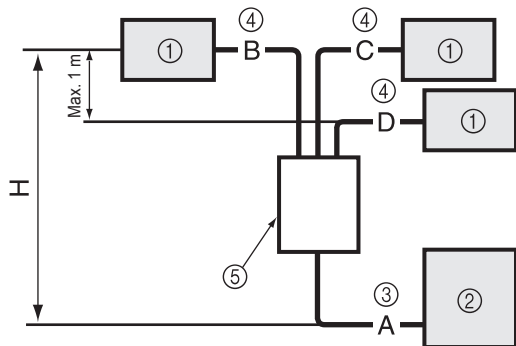 ④ ④
① B C ①
④
Max. 1 m
D ①
H
⑤
③
A ②